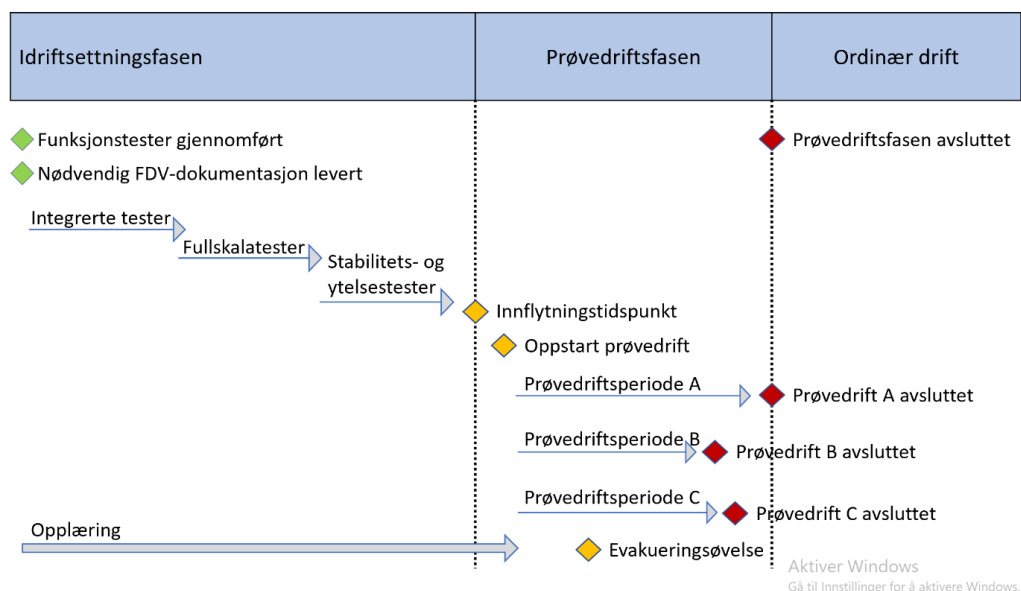 Idriftsettningsfasen
Prøvedriftsfasen
Ordinær drift
Funksjonstester gjennomført
Prøvedriftsfasen avsluttet
Nødvendig FDV-dokumentasjon levert
Integrerte tester
Fullskalatester
Stabilitets- og
ytelsestester
Innflytningstidspunkt
Oppstart prøvedrift
Prøvedriftsperiode A
Prøvedrift A avsluttet
Prøvedriftsperiode B
Prøvedrift B avsluttet
Prøvedriftsperiode C
Prøvedrift C avsluttet
Opplæring
Evakueringsøvelse
Aktiver Windows
Gå til Innstillinger for å aktivere Windows.